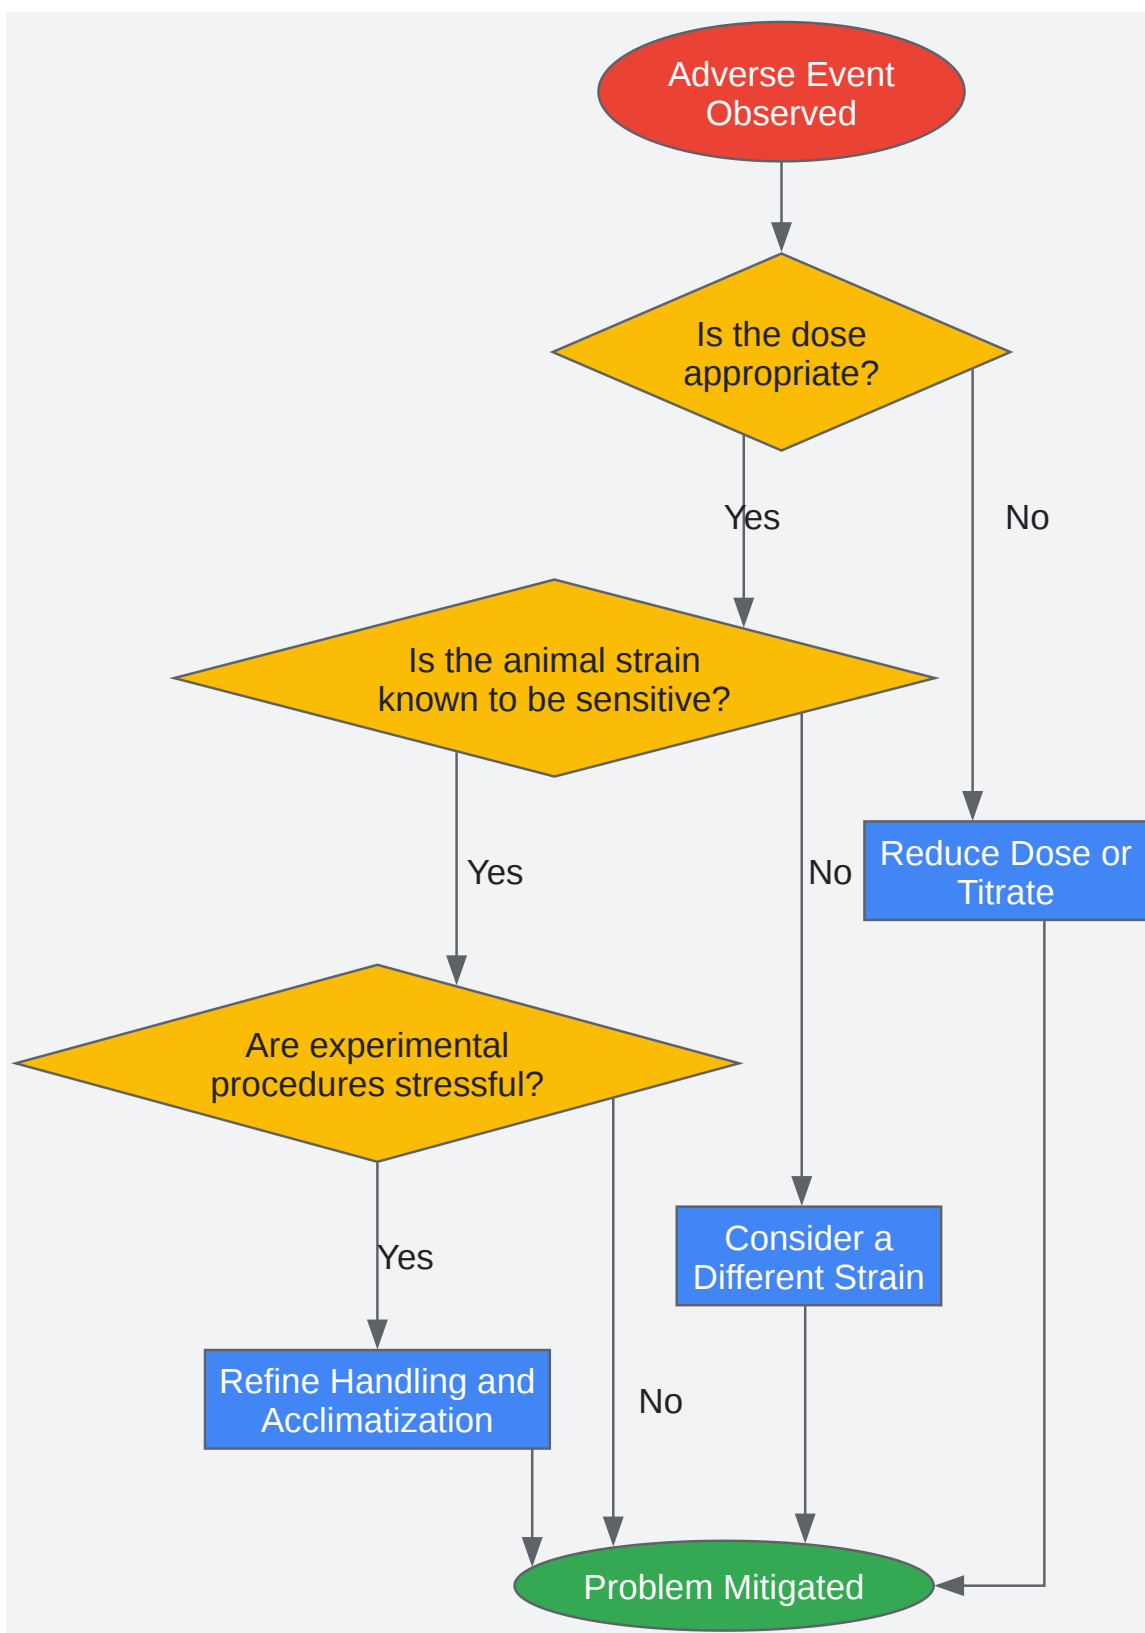 Adverse Event
Observed
Is the dose
appropriate?
Yes
No
Is the animal strain
known to be sensitive?
Yes
No
Reduce Dose or
Titrate
Are experimental
procedures stressful?
Yes
Consider a
Different Strain
Refine Handling and
Acclimatization
No
Problem Mitigated